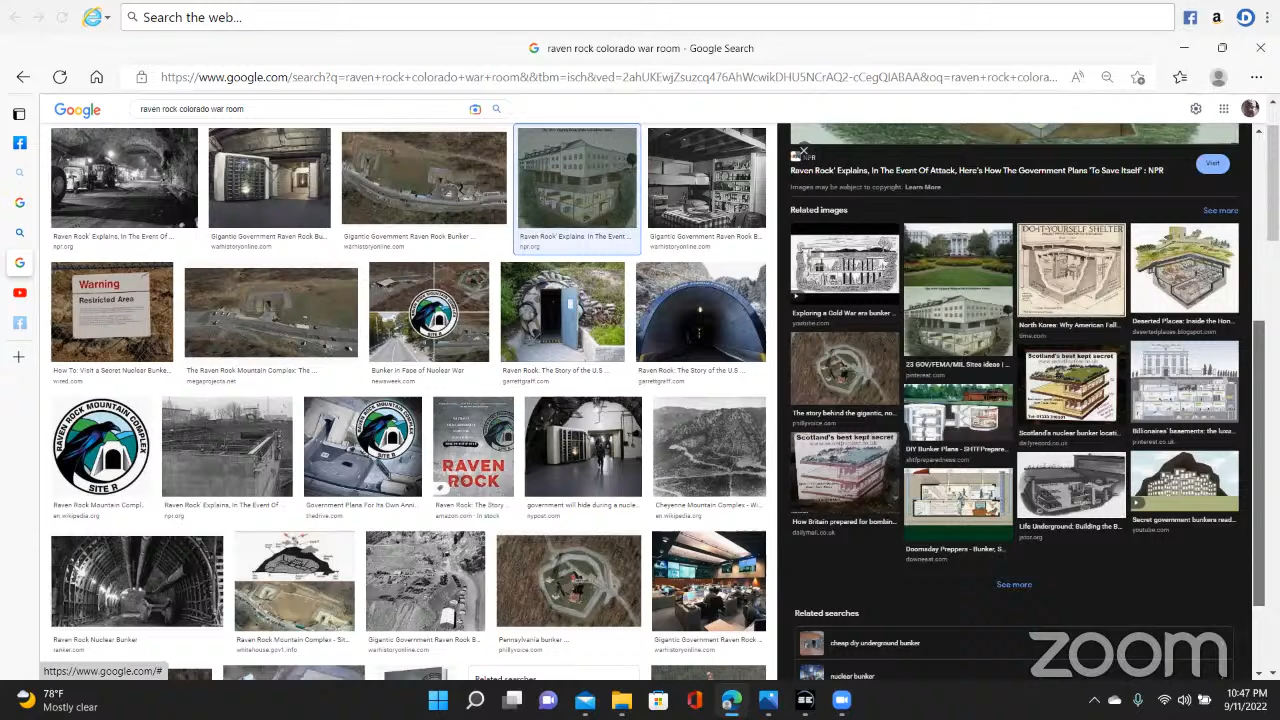 Search the web...
raven rock colorado war room - Google Search
https://www.google.com/search?q=raven+rock+colorado+war+room&&tbm=isch&ved=2ahUKEwjZsuzcq476AhWcwikDHU5NCrAQ2-cCegQIABAA&oq=raven+rock+colora...
Google
raven rock colorado war room
Raven Rock' Explains, In The Event Of ...
npr.org
Gigantic Government Raven Rock Bu...
warhistoryonline.com
Gigantic Government Raven Rock Bunker ...
warhistoryonline.com
Raven Rock' Explains, In The Event ...
npr.org
Gigantic Government Raven Rock B...
warhistoryonline.com
Warning
Restricted Area
How To: Visit a Secret Nuclear Bunke...
wired.com
The Raven Rock Mountain Complex: The ...
megaprojects.net
Bunker in Face of Nuclear War
newsweek.com
Raven Rock: The Story of the U.S ...
garrettgraff.com
Raven Rock: The Story of the U.S ...
garrettgraff.com
RAVEN ROCK MOUNTAIN COMPLEX
SITE R
Raven Rock Mountain Compl...
en.wikipedia.org
Raven Rock' Explains, In The Event Of ...
npr.org
Government Plans For Its Own Anni...
thedrive.com
RAVEN
ROCK
Raven Rock: The Story ...
amazon.com · In stock
government will hide during a nucle...
nypost.com
Cheyenne Mountain Complex - Wi...
en.wikipedia.org
Raven Rock Nuclear Bunker
ranker.com
Raven Rock Mountain Complex - Sit...
whitehouse.gov1.info
Gigantic Government Raven Rock B...
warhistoryonline.com
Pennsylvania bunker ...
phillyvoice.com
Gigantic Government Raven Rock ...
warhistoryonline.com
Related searches
https://www.google.com/#
NPR
Raven Rock' Explains, In The Event Of Attack, Here's How The Government Plans 'To Save Itself' : NPR
Visit
Images may be subject to copyright. Learn More
Related images
See more
Exploring a Cold War era bunker ...
youtube.com
23 GOV/FEMA/MIL Sites ideas | ...
pinterest.com
DO-IT-YOURSELF
North Korea: Why American Fall...
time.com
Deserted Places: Inside the Hon...
desertedplaces.blogspot.com
The story behind the gigantic, no...
phillyvoice.com
DIY Bunker Plans - SHTFPrepare...
shtfpreparedness.com
Scotland's best kept secret
Scotland's nuclear bunker locati...
dailyrecord.co.uk
Billionaires' basements: the luxu...
pinterest.co.uk
Scotland's best kept secret
How Britain prepared for bombin...
dailymail.co.uk
Doomsday Preppers - Bunker, S...
downeast.com
Life Underground: Building the B...
prior.org
Secret government bunkers read...
youtube.com
See more
Related searches
cheap diy underground bunker
nuclear bunker
zoom
78°F
Mostly clear
10:47 PM
9/11/2022